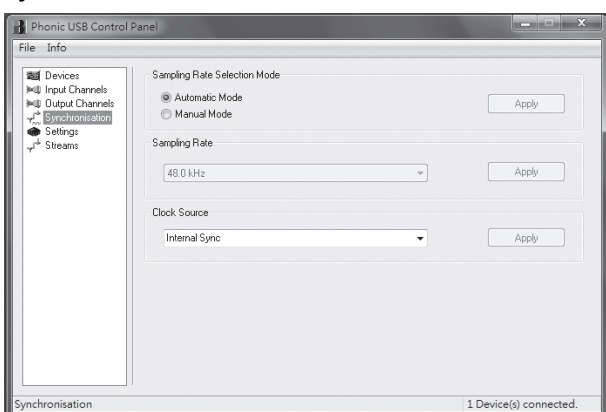 Phonic USB Control Panel
File Info
Devices
Input Channels
Output Channels
Synchronisation
Settings
Streams
Sampling Rate Selection Mode
Automatic Mode
Manual Mode
Apply
Sampling Rate
48.0 kHz
Apply
Clock Source
Internal Sync
Apply
Synchronisation
1 Device(s) connected.